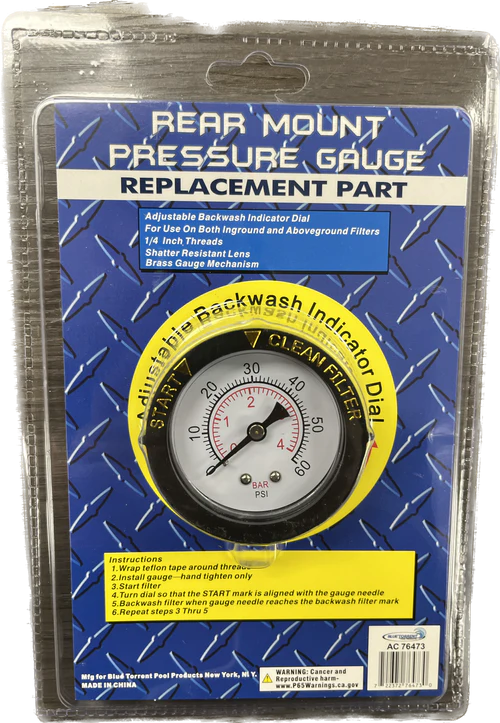 REAR MOUNT
PRESSURE GAUGE
REPLACEMENT PART
Adjustable Backwash Indicator Dial
For Use On Both Inground and Aboveground Filters
1/4 Inch Threads
Shatter Resistant Lens
Brass Gauge Mechanism
Adjustable Backwash Indicator Dial
START
CLEAN FILTER
0 10 20 30 40 50 60
0 1 2 4
BAR
PSI
Instructions
1.Wrap teflon tape around threads
2.Install gauge—hand tighten only
3.Start filter
4.Turn dial so that the START mark is aligned with the gauge needle
5.Backwash filter when gauge needle reaches the backwash filter mark
6.Repeat steps 3 Thru 5
Mfg for Blue Torrent Pool Products New York, N.Y.
MADE IN CHINA
WARNING: Cancer and
Reproductive harm-
www.P65Warnings.ca.gov
BLUE TORRENT
AC 76473